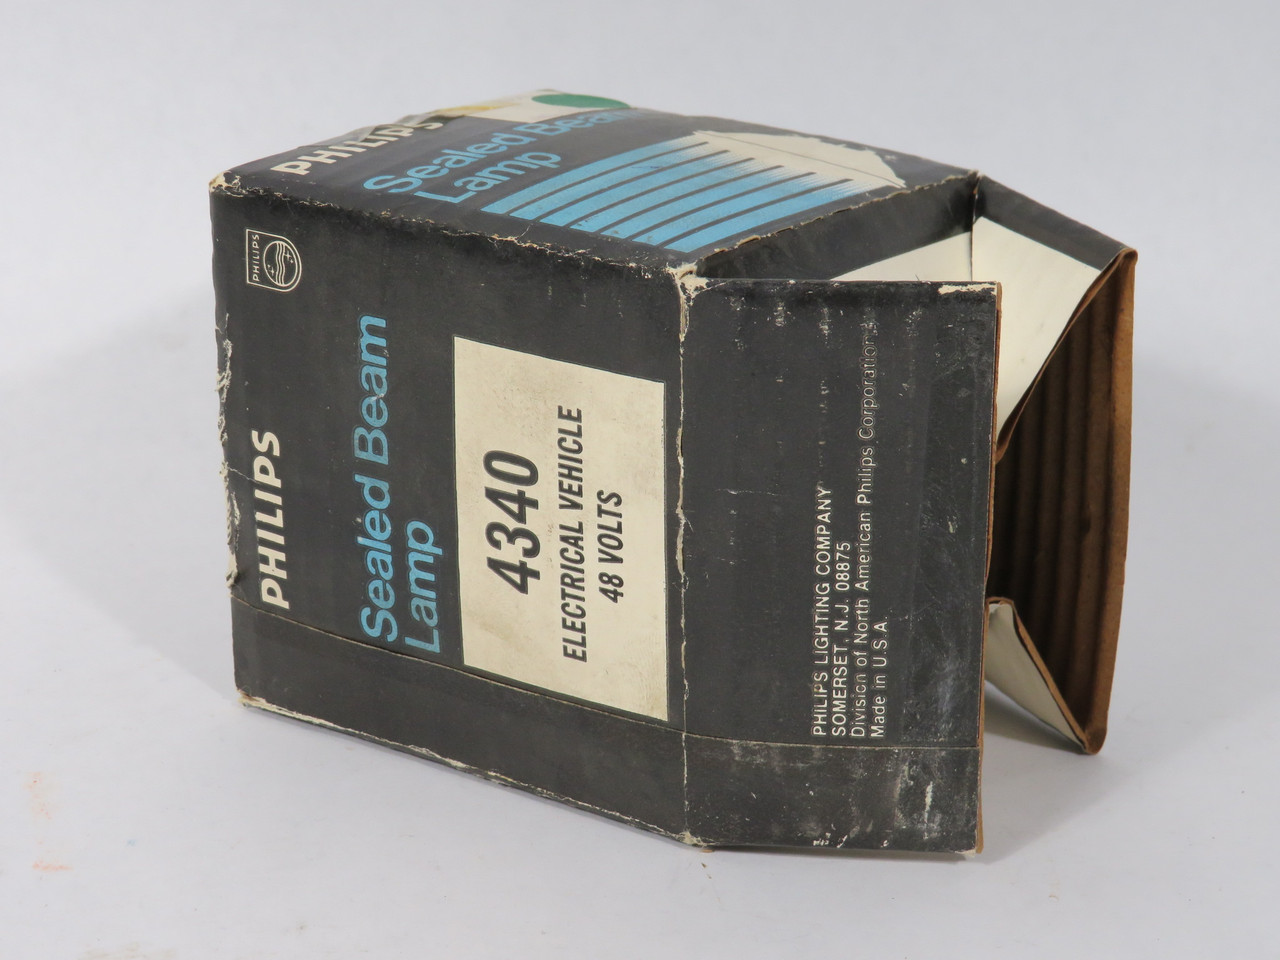 PHILIPS
Sealed Beam
Lamp
PHILIPS
PHILIPS
Sealed Beam
Lamp
4340
ELECTRICAL VEHICLE
48 VOLTS
PHILIPS LIGHTING COMPANY
SOMERSET, N.J. 08875
Division of North American Philips Corporation
Made in U.S.A.